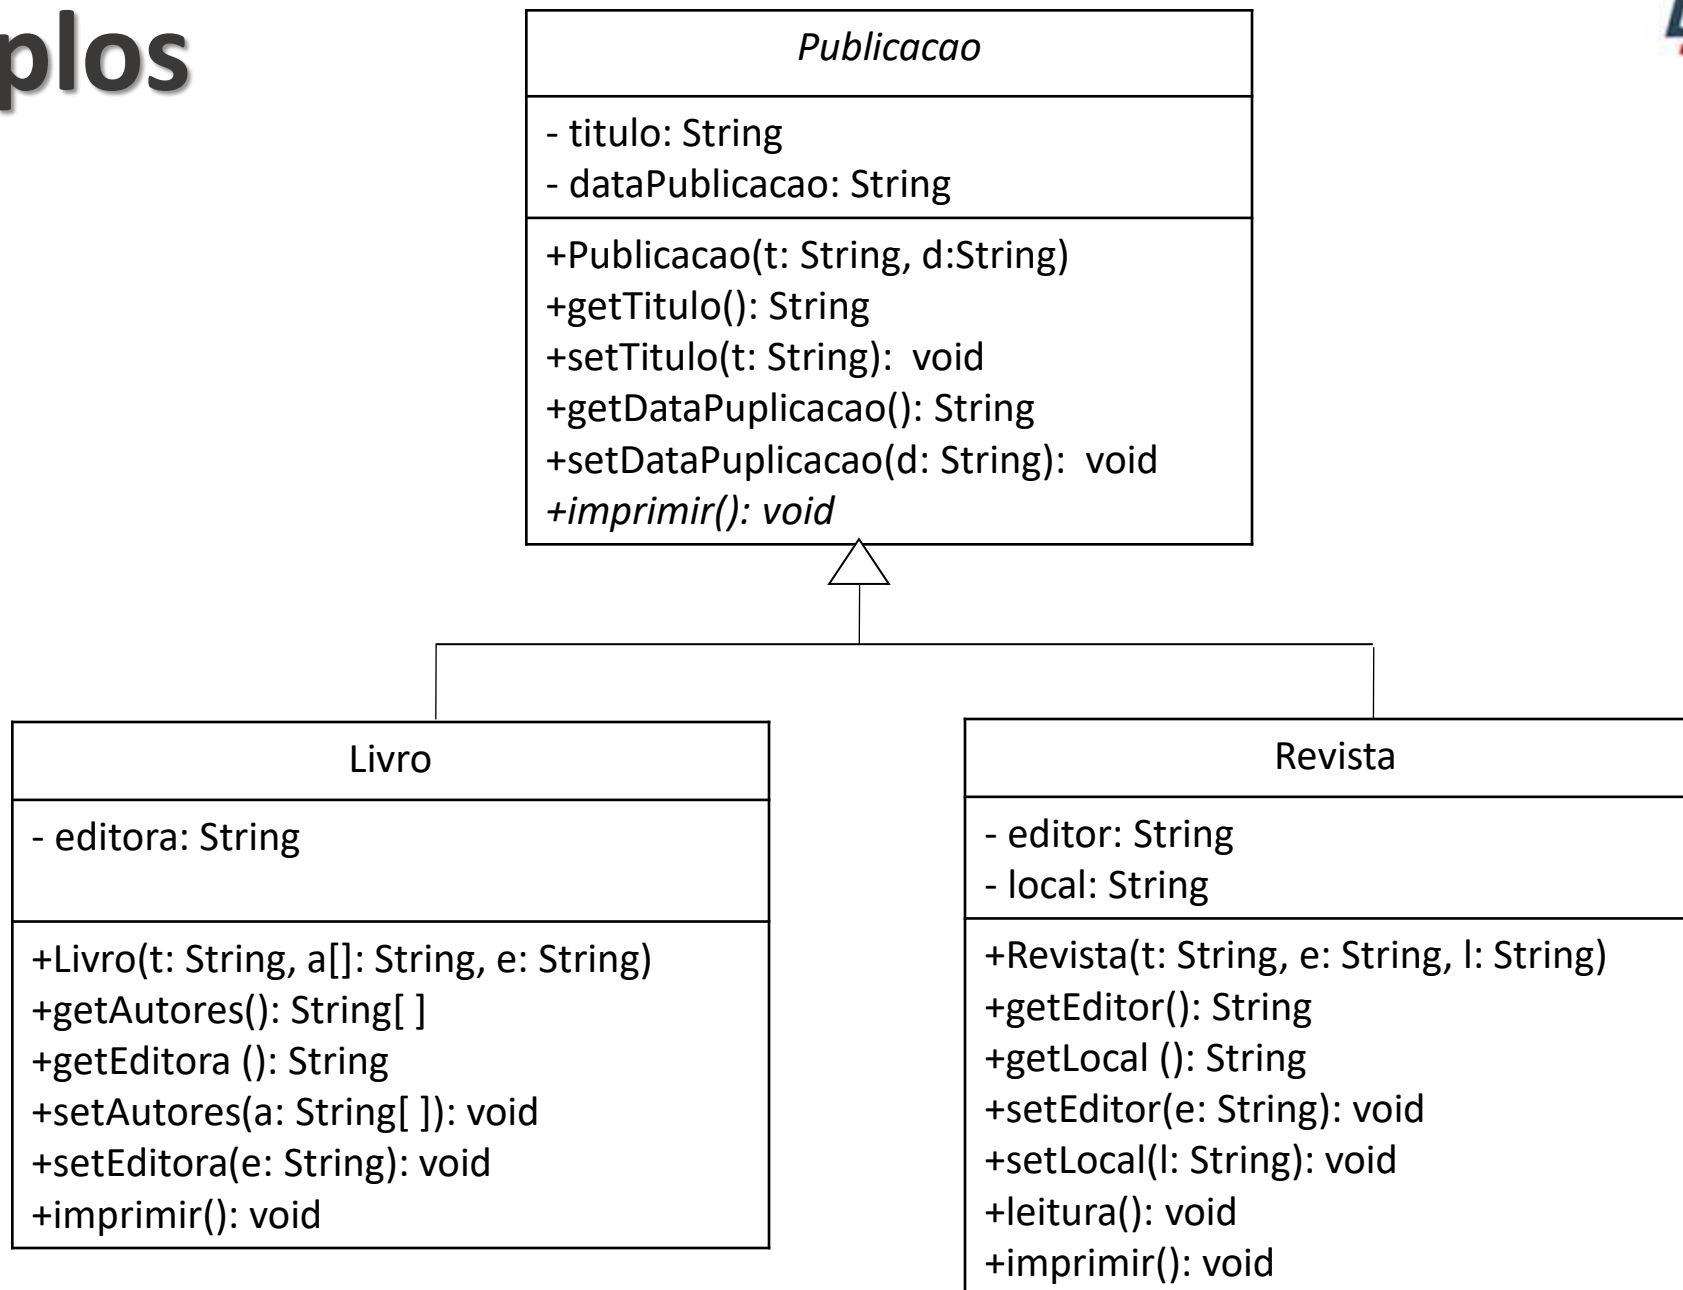 plos
Publicacao
- titulo: String
- dataPublicacao: String
+Publicacao(t: String, d:String)
+getTitulo(): String
+setTitulo(t: String):  void
+getDataPuplicacao(): String
+setDataPuplicacao(d: String):  void
+imprimir(): void
Livro
- editora: String
+Livro(t: String, a[]: String, e: String)
+getAutores(): String[ ]
+getEditora (): String
+setAutores(a: String[ ]): void
+setEditora(e: String): void
+imprimir(): void
Revista
- editor: String
- local: String
+Revista(t: String, e: String, l: String)
+getEditor(): String
+getLocal (): String
+setEditor(e: String): void
+setLocal(l: String): void
+leitura(): void
+imprimir(): void